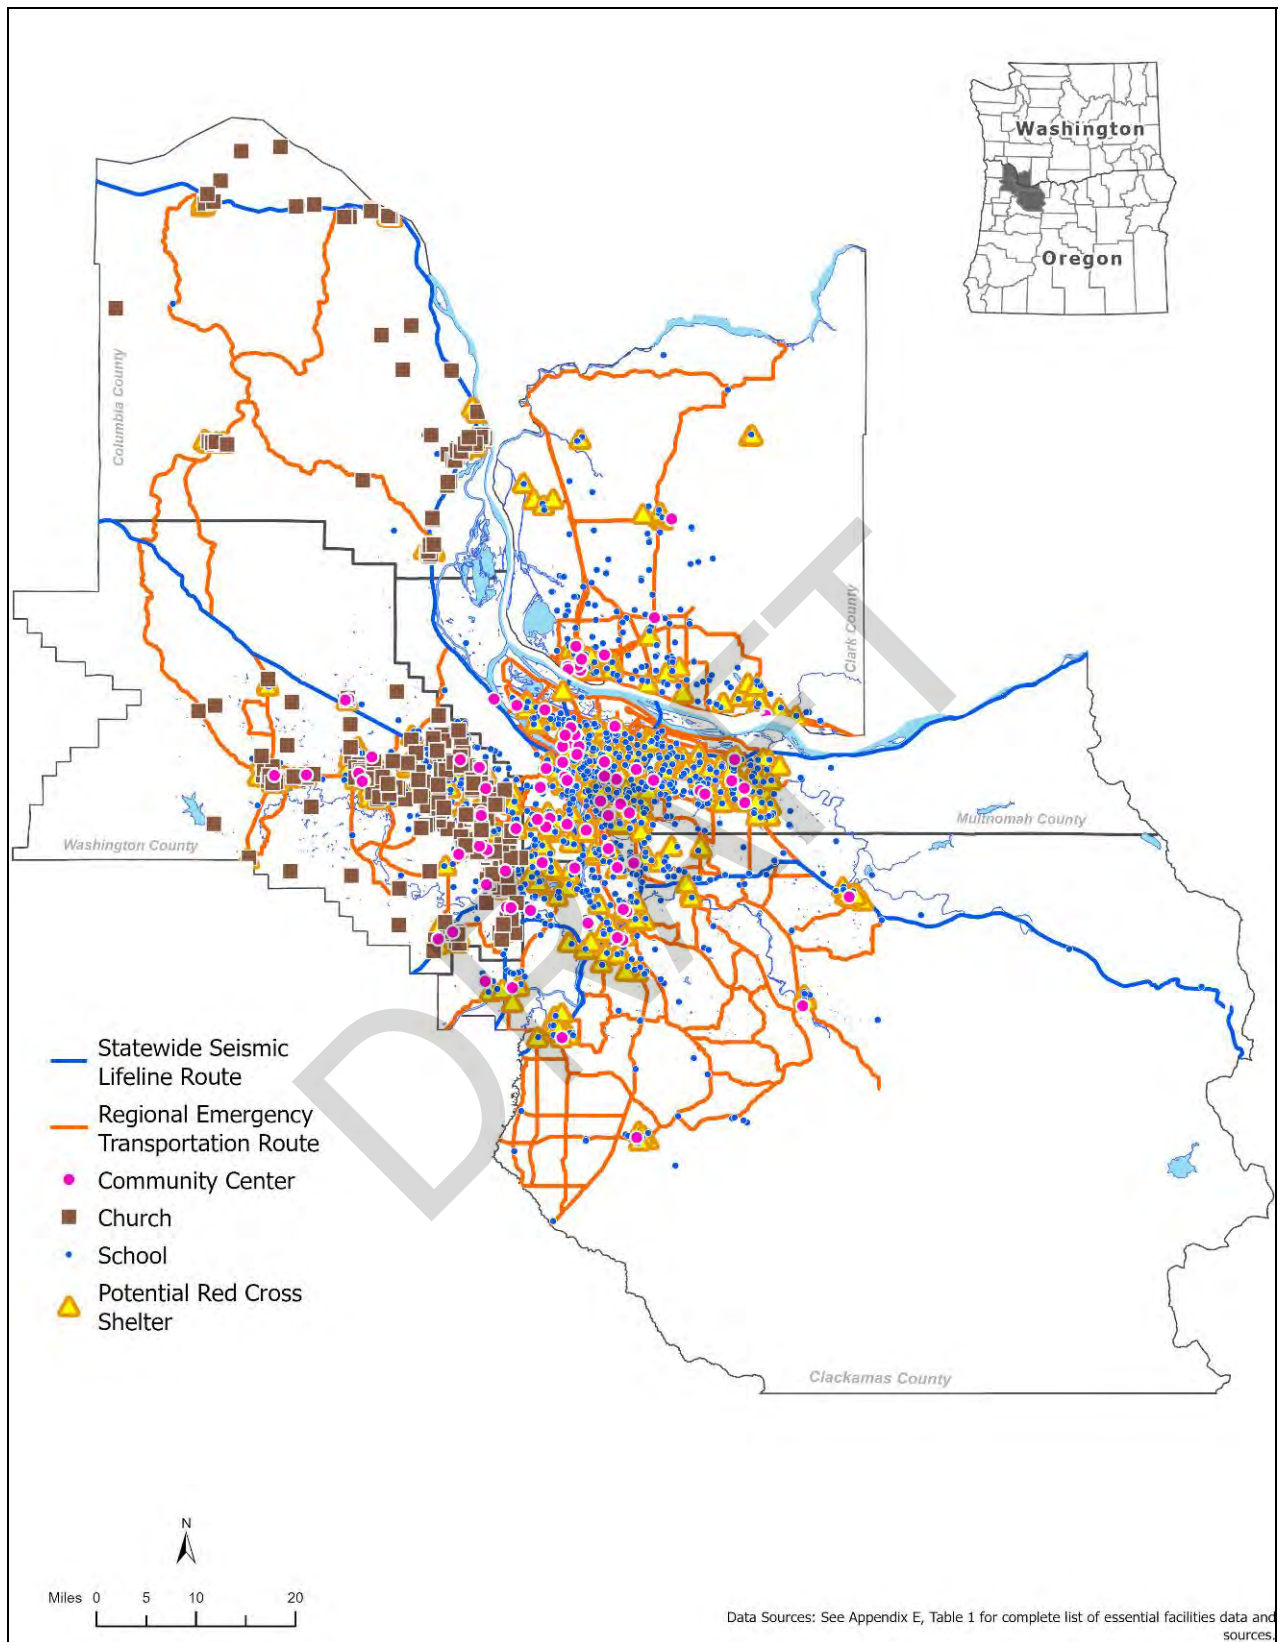 Washington
Oregon
Columbia County
Clark County
Multnomah County
Washington County
DRAFT
Statewide Seismic
Lifeline Route
Regional Emergency
Transportation Route
Community Center
Church
School
Potential Red Cross
Shelter
Clackamas County
N
Miles 0 5 10 20
Data Sources: See Appendix E, Table 1 for complete list of essential facilities data and
sources.